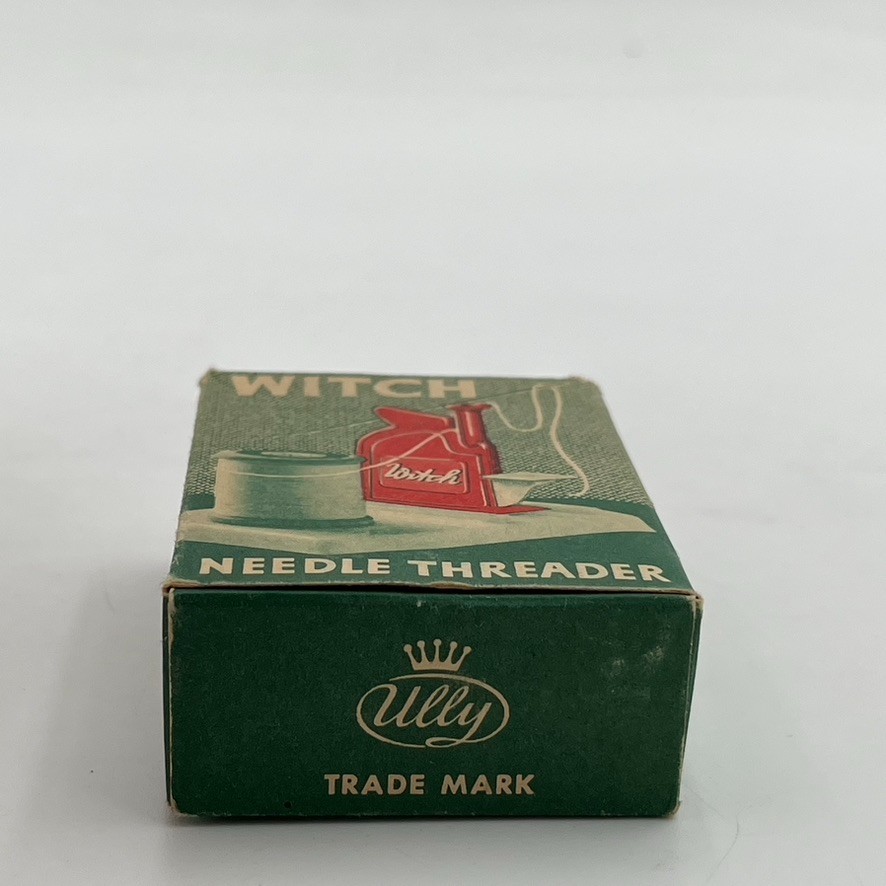 WITCH
Witch
NEEDLE THREADER
Ully
TRADE MARK